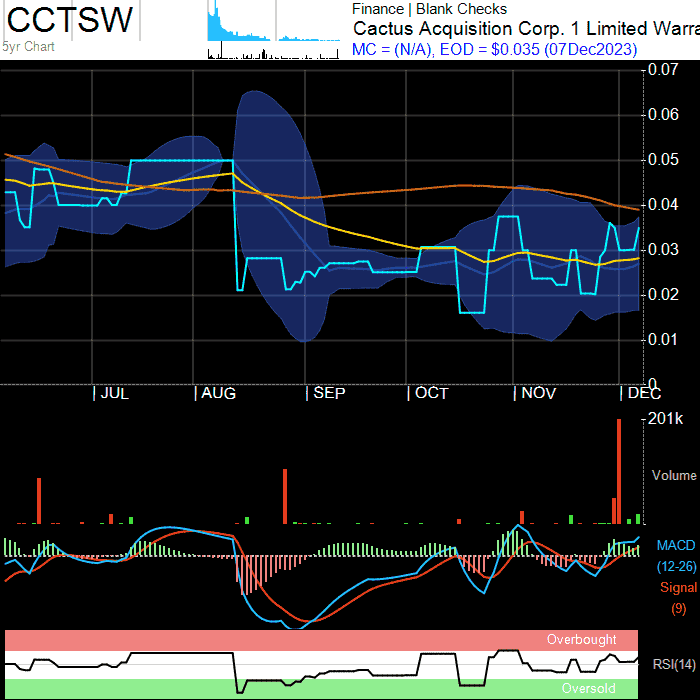 CCTSW
5yr Chart
Finance | Blank Checks
Cactus Acquisition Corp. 1 Limited Warra
MC = (N/A), EOD = $0.035 (07Dec2023)
0.07
0.06
0.05
0.04
0.03
0.02
0.01
0
JUL AUG SEP OCT NOV DEC
201k
Volume
MACD
(12-26)
Signal
(9)
Overbought
RSI(14)
Oversold